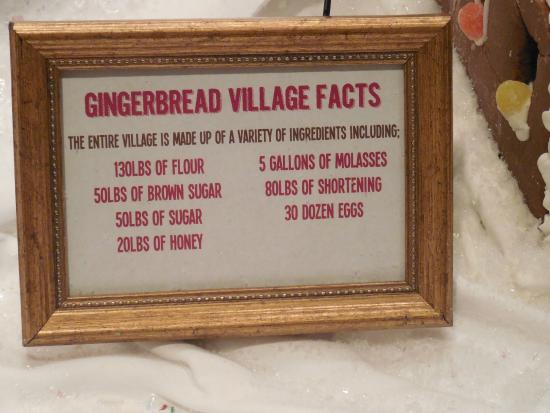 GINGERBREAD VILLAGE FACTS
THE ENTIRE VILLAGE IS MADE UP OF A VARIETY OF INGREDIENTS INCLUDING;
130LBS OF FLOUR
50LBS OF BROWN SUGAR
50LBS OF SUGAR
20LBS OF HONEY
5 GALLONS OF MOLASSES
80LBS OF SHORTENING
30 DOZEN EGGS